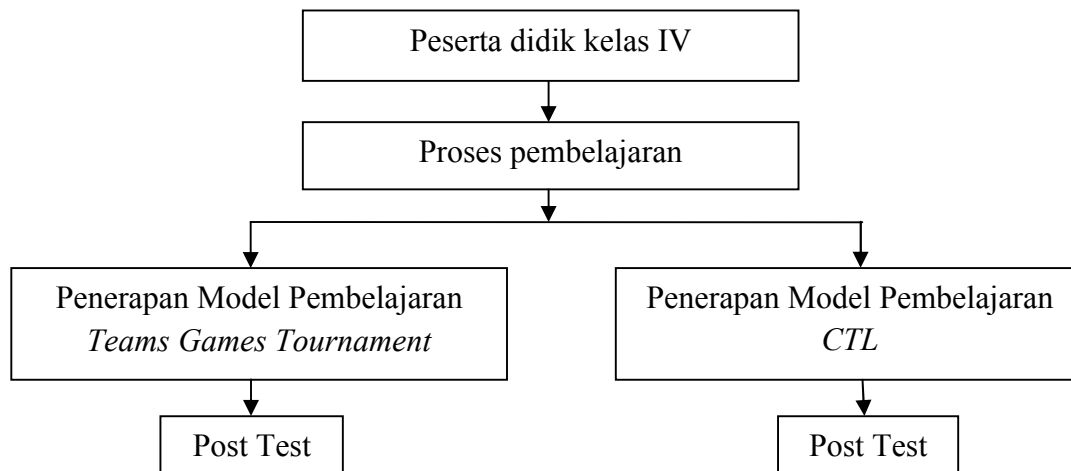 Peserta didik kelas IV
Proses pembelajaran
Penerapan Model Pembelajaran
Teams Games Tournament
Penerapan Model Pembelajaran
CTL
Post Test
Post Test